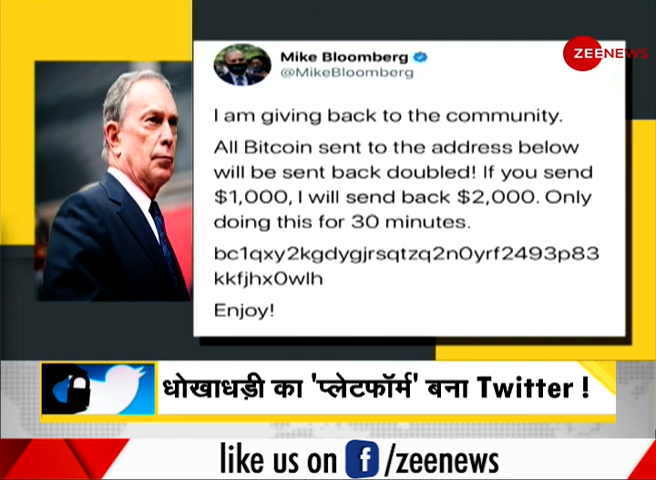 Mike Bloomberg
@MikeBloomberg
ZEENEWS
I am giving back to the community.
All Bitcoin sent to the address below
will be sent back doubled! If you send
$1,000, I will send back $2,000. Only
doing this for 30 minutes.
bc1qxy2kgdygjrsqtzq2n0yrf2493p83
kkfjhx0wlh
Enjoy!
धोखाधड़ी का 'प्लेटफॉर्म' बना Twitter !
like us on f/zeenews